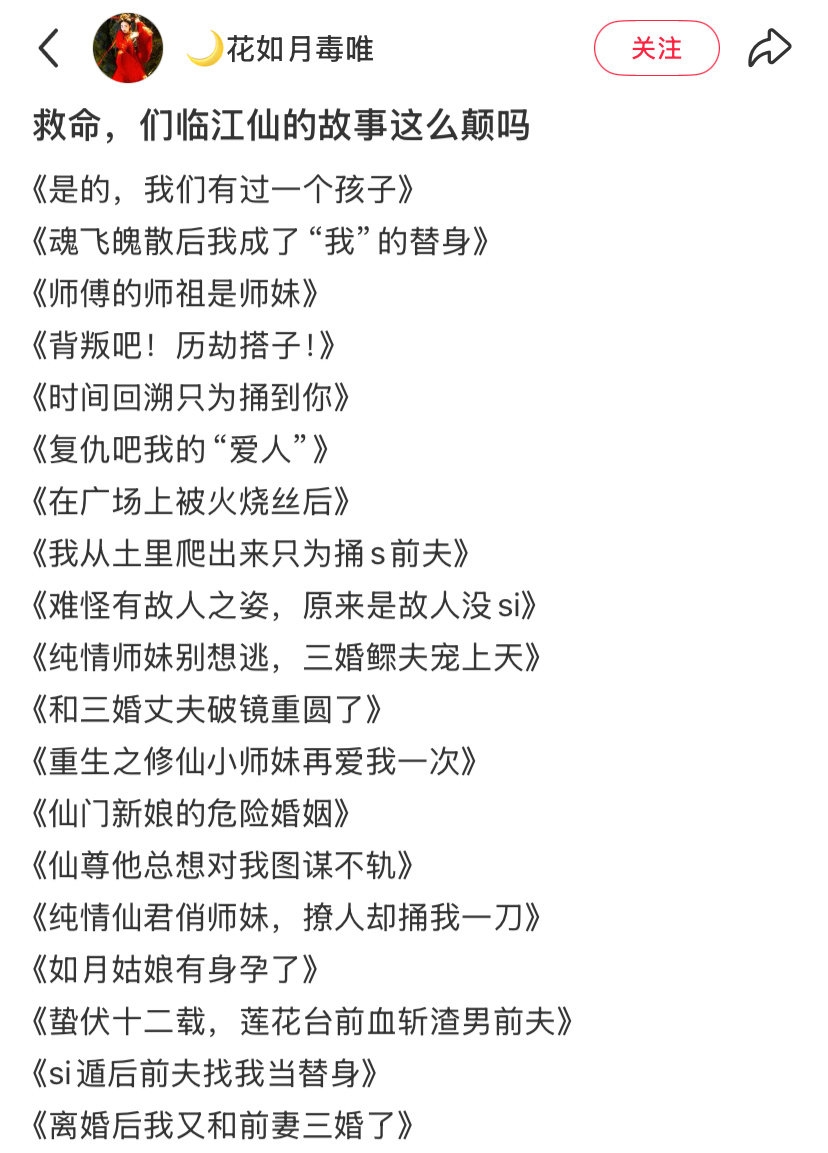 🌙花如月毒唯
关注
救命，们临江仙的故事这么颠吗
《是的，我们有过一个孩子》
《魂飞魄散后我成了“我”的替身》
《师傅的师祖是师妹》
《背叛吧！历劫搭子！》
《时间回溯只为捅到你》
《复仇吧我的“爱人”》
《在广场上被火烧丝后》
《我从土里爬出来只为捅s前夫》
《难怪有故人之姿，原来是故人没si》
《纯情师妹别想逃，三婚鳏夫宠上天》
《和三婚丈夫破镜重圆了》
《重生之修仙小师妹再爱我一次》
《仙门新娘的危险婚姻》
《仙尊他总想对我图谋不轨》
《纯情仙君俏师妹，撩人却捅我一刀》
《如月姑娘有身孕了》
《蛰伏十二载，莲花台前血斩渣男前夫》
《si遁后前夫找我当替身》
《离婚后我又和前妻三婚了》